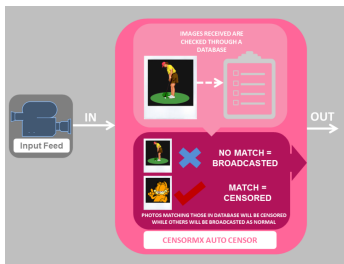 IMAGES RECEIVED ARE
CHECKED THROUGH A
DATABASE
IN
OUT
Input Feed
NO MATCH =
BROADCASTED
MATCH =
CENSORED
PHOTOS MATCHING THOSE IN DATABASE WILL BE CENSORED
WHILE OTHERS WILL BE BROADCASTED AS NORMAL
CENSORMX AUTO CENSOR